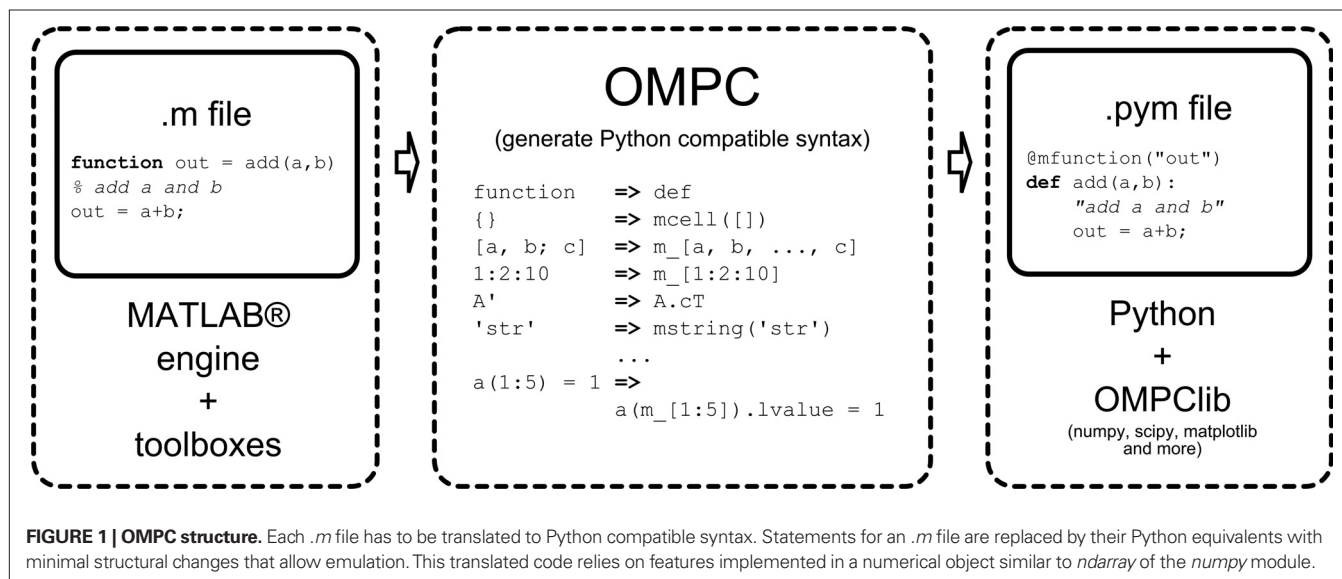 .m file
function out = add(a,b)
% add a and b
out = a+b;
MATLAB®
engine
+
toolboxes
OMPC
(generate Python compatible syntax)
function => def
{} => mcell([])
[a, b; c] => m_[a, b, ..., c]
1:2:10 => m_[1:2:10]
A' => A.cT
'str' => mstring('str')
...
a(1:5) = 1 =>
a(m_[1:5]).lvalue = 1
.pym file
@mfunction("out")
def add(a,b):
"add a and b"
out = a+b;
Python
+
OMPClib
(numpy, scipy, matplotlib
and more)
FIGURE 1 | OMPC structure. Each .m file has to be translated to Python compatible syntax. Statements for an .m file are replaced by their Python equivalents with
minimal structural changes that allow emulation. This translated code relies on features implemented in a numerical object similar to ndarray of the numpy module.